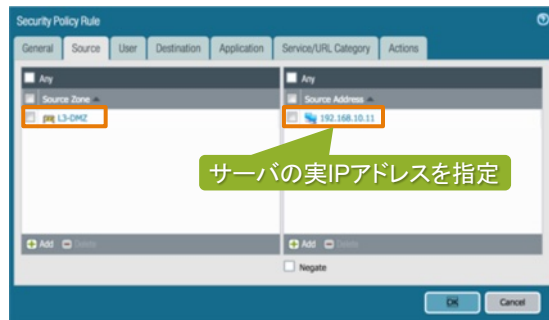 Security Policy Rule
General Source User Destination Application Service/URL Category Actions
Any
Any
Source Zone
Source Address
L3-DMZ
192.168.10.11
サーバの実IPアドレスを指定
Add Delete
Add Delete
Negate
OK Cancel